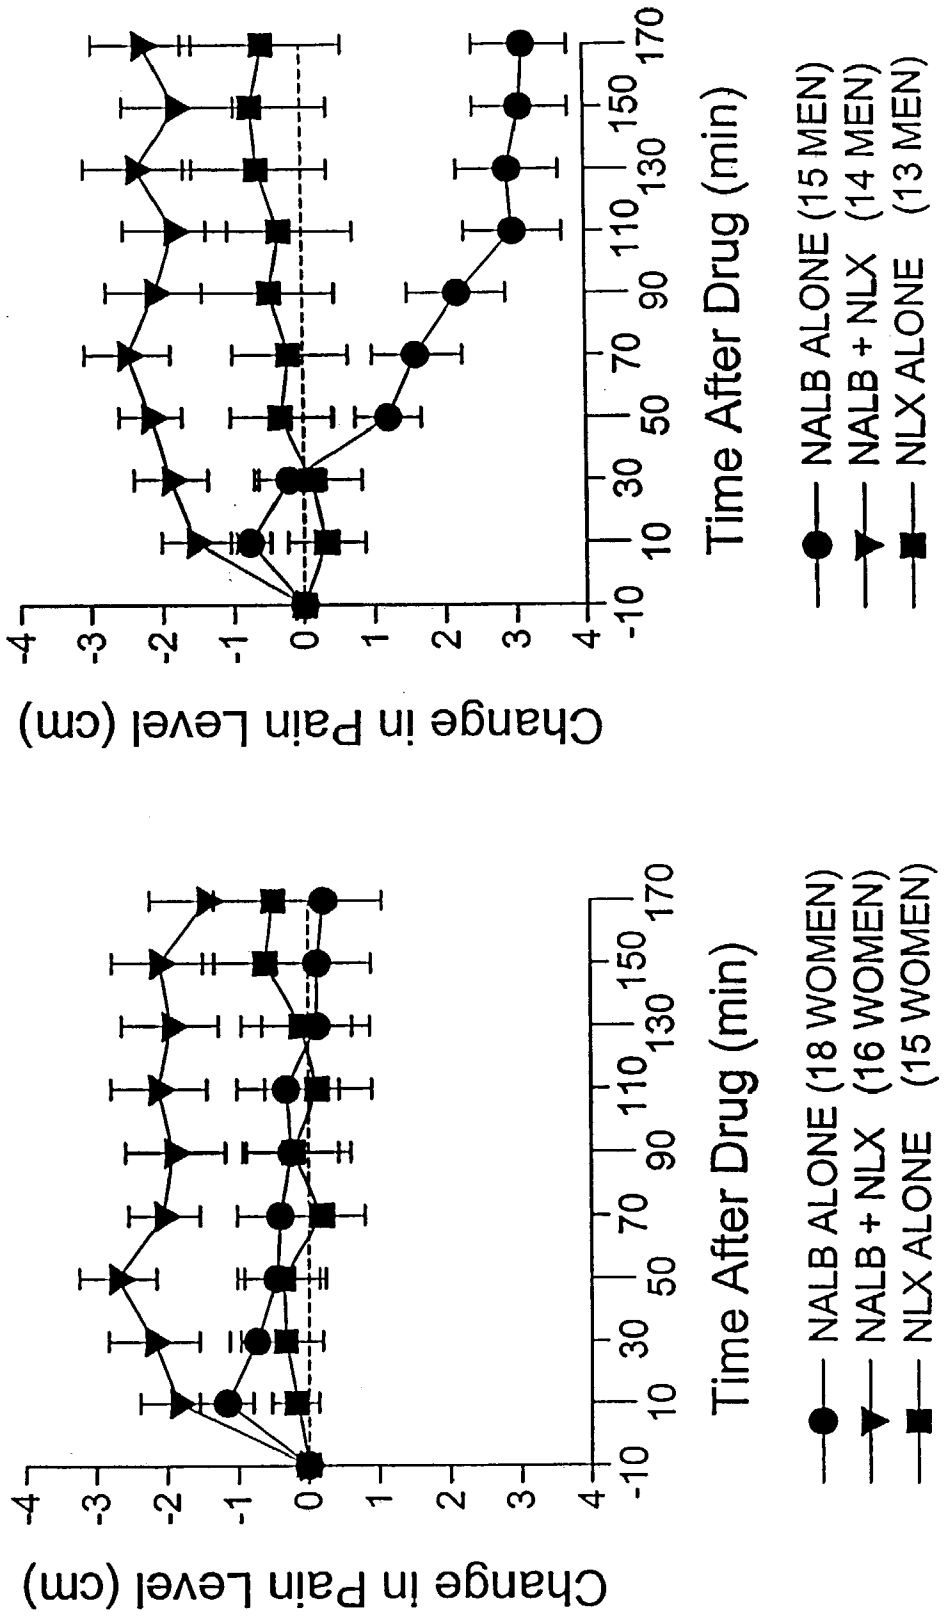 Change in Pain Level (cm)
-4
-3
-2
-1
0
1
2
3
4
-10 10 30 50 70 90 110 130 150 170
Time After Drug (min)
NALB ALONE (18 WOMEN)
NALB + NLX (16 WOMEN)
NLX ALONE (15 WOMEN)
Change in Pain Level (cm)
-4
-3
-2
-1
0
1
2
3
4
-10 10 30 50 70 90 110 130 150 170
Time After Drug (min)
NALB ALONE (15 MEN)
NALB + NLX (14 MEN)
NLX ALONE (13 MEN)